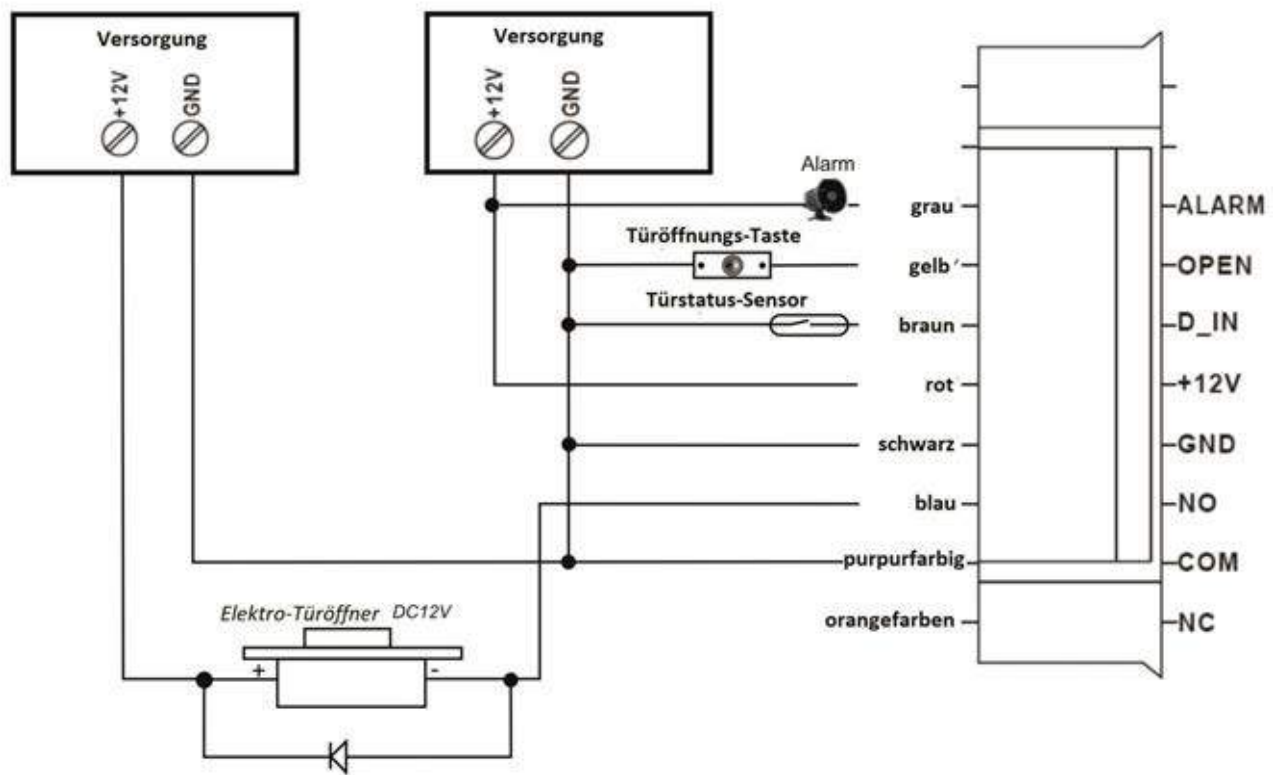 Versorgung
+12V
GND
Versorgung
+12V
GND
Alarm
grau
ALARM
Türöffnungs-Taste
gelb
OPEN
Türstatus-Sensor
braun
D_IN
rot
+12V
schwarz
GND
blau
NO
purpurfarbig
COM
Elektro-Türöffner DC12V
orangefarben
NC
+
-